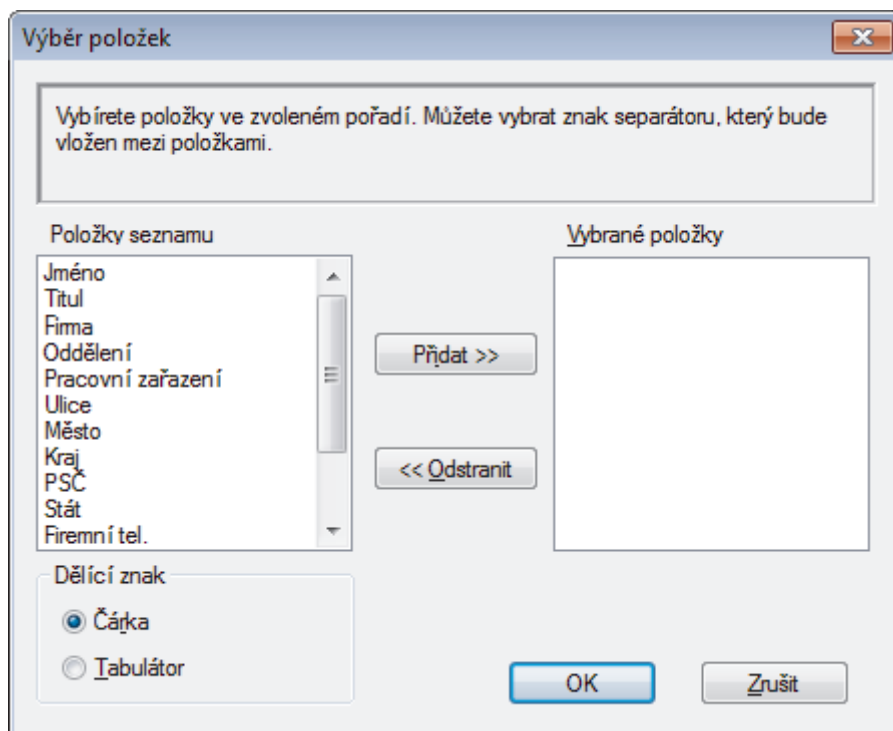 Výběr položek
Vybírete položky ve zvoleném pořadí. Můžete vybrat znak separátoru, který bude
vložen mezi položkami.
Položky seznamu
Vybrané položky
Jméno
Titul
Firma
Oddělení
Pracovní zařazení
Ulice
Město
Kraj
PSČ
Stát
Firemní tel.
Přidat >>
<< Odstranit
Dělící znak
Čárka
Tabulátor
OK
Zrušit